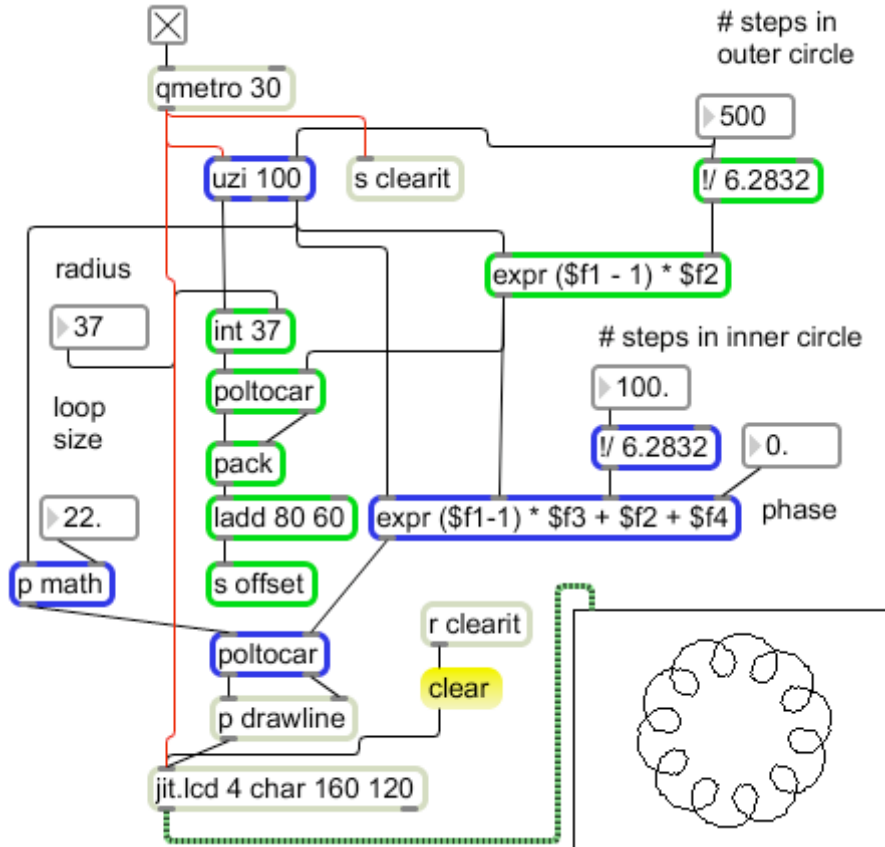 # steps in
outer circle
qmetro 30
500
uzi 100
s clearit
!/ 6.2832
radius
expr ($f1 - 1) * $f2
37
int 37
# steps in inner circle
poltocar
100.
loop
size
!/ 6.2832
0.
pack
22.
ladd 80 60
expr ($f1-1) * $f3 + $f2 + $f4
phase
p math
s offset
r clearit
poltocar
clear
p drawline
jit.lcd 4 char 160 120